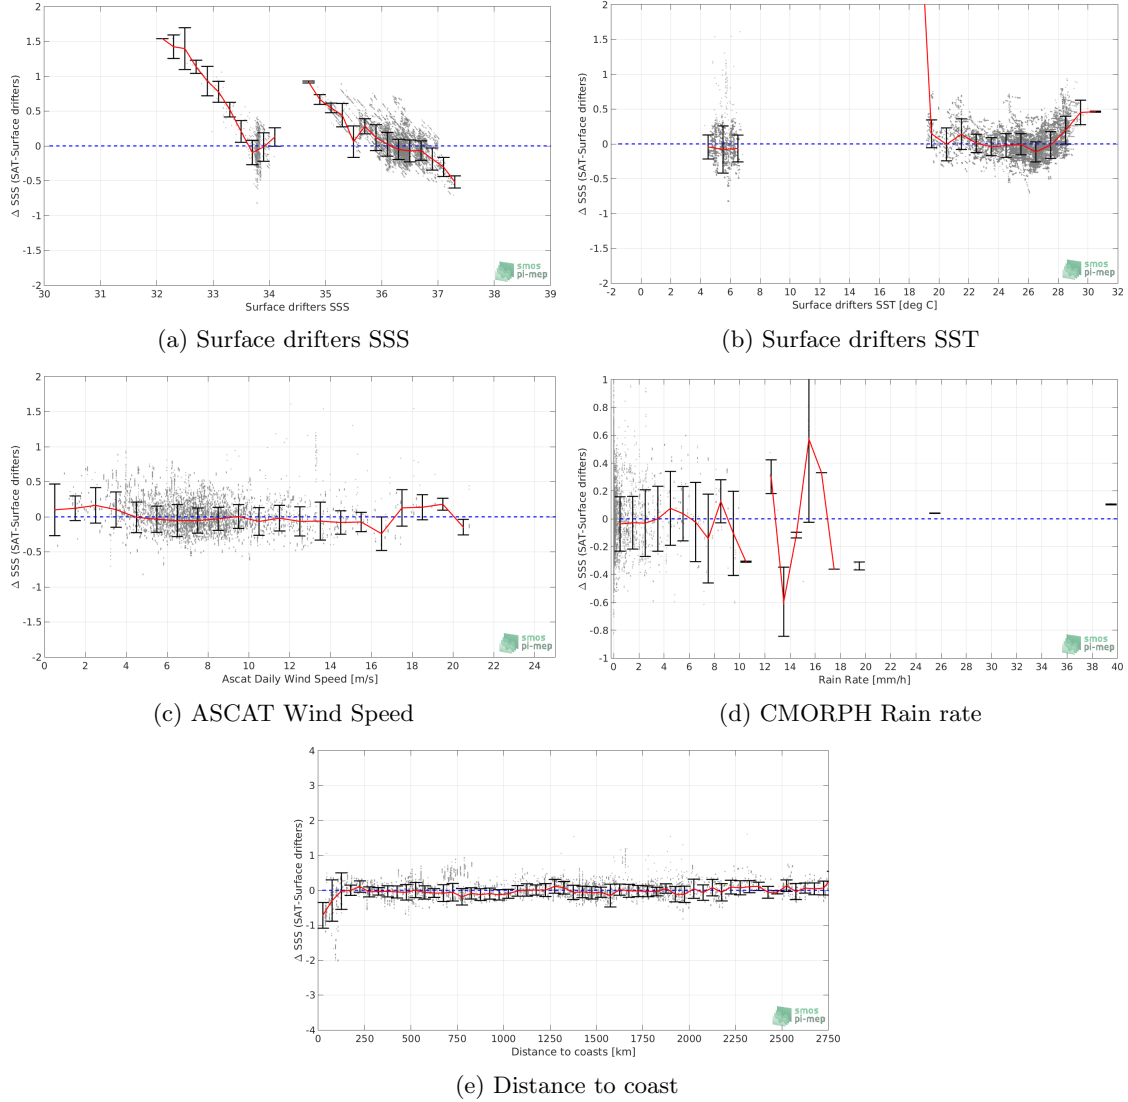 2
1.5
1
0.5
0
-0.5
-1
-1.5
-2
Δ SSS (SAT-Surface drifters)
30 31 32 33 34 35 36 37 38 39
Surface drifters SSS
smos
pi-mep
(a) Surface drifters SSS
2
1.5
1
0.5
0
-0.5
-1
-1.5
-2
Δ SSS (SAT-Surface drifters)
-2 0 2 4 6 8 10 12 14 16 18 20 22 24 26 28 30 32
Surface drifters SST [deg C]
smos
pi-mep
(b) Surface drifters SST
2
1.5
1
0.5
0
-0.5
-1
-1.5
-2
Δ SSS (SAT-Surface drifters)
0 2 4 6 8 10 12 14 16 18 20 22 24
Ascat Daily Wind Speed [m/s]
smos
pi-mep
(c) ASCAT Wind Speed
1
0.8
0.6
0.4
0.2
0
-0.2
-0.4
-0.6
-0.8
-1
Δ SSS (SAT-Surface drifters)
0 2 4 6 8 10 12 14 16 18 20 22 24 26 28 30 32 34 36 38 40
Rain Rate [mm/h]
smos
pi-mep
(d) CMORPH Rain rate
4
3
2
1
0
-1
-2
-3
-4
Δ SSS (SAT-Surface drifters)
0 250 500 750 1000 1250 1500 1750 2000 2250 2500 2750
Distance to coasts [km]
smos
pi-mep
(e) Distance to coast